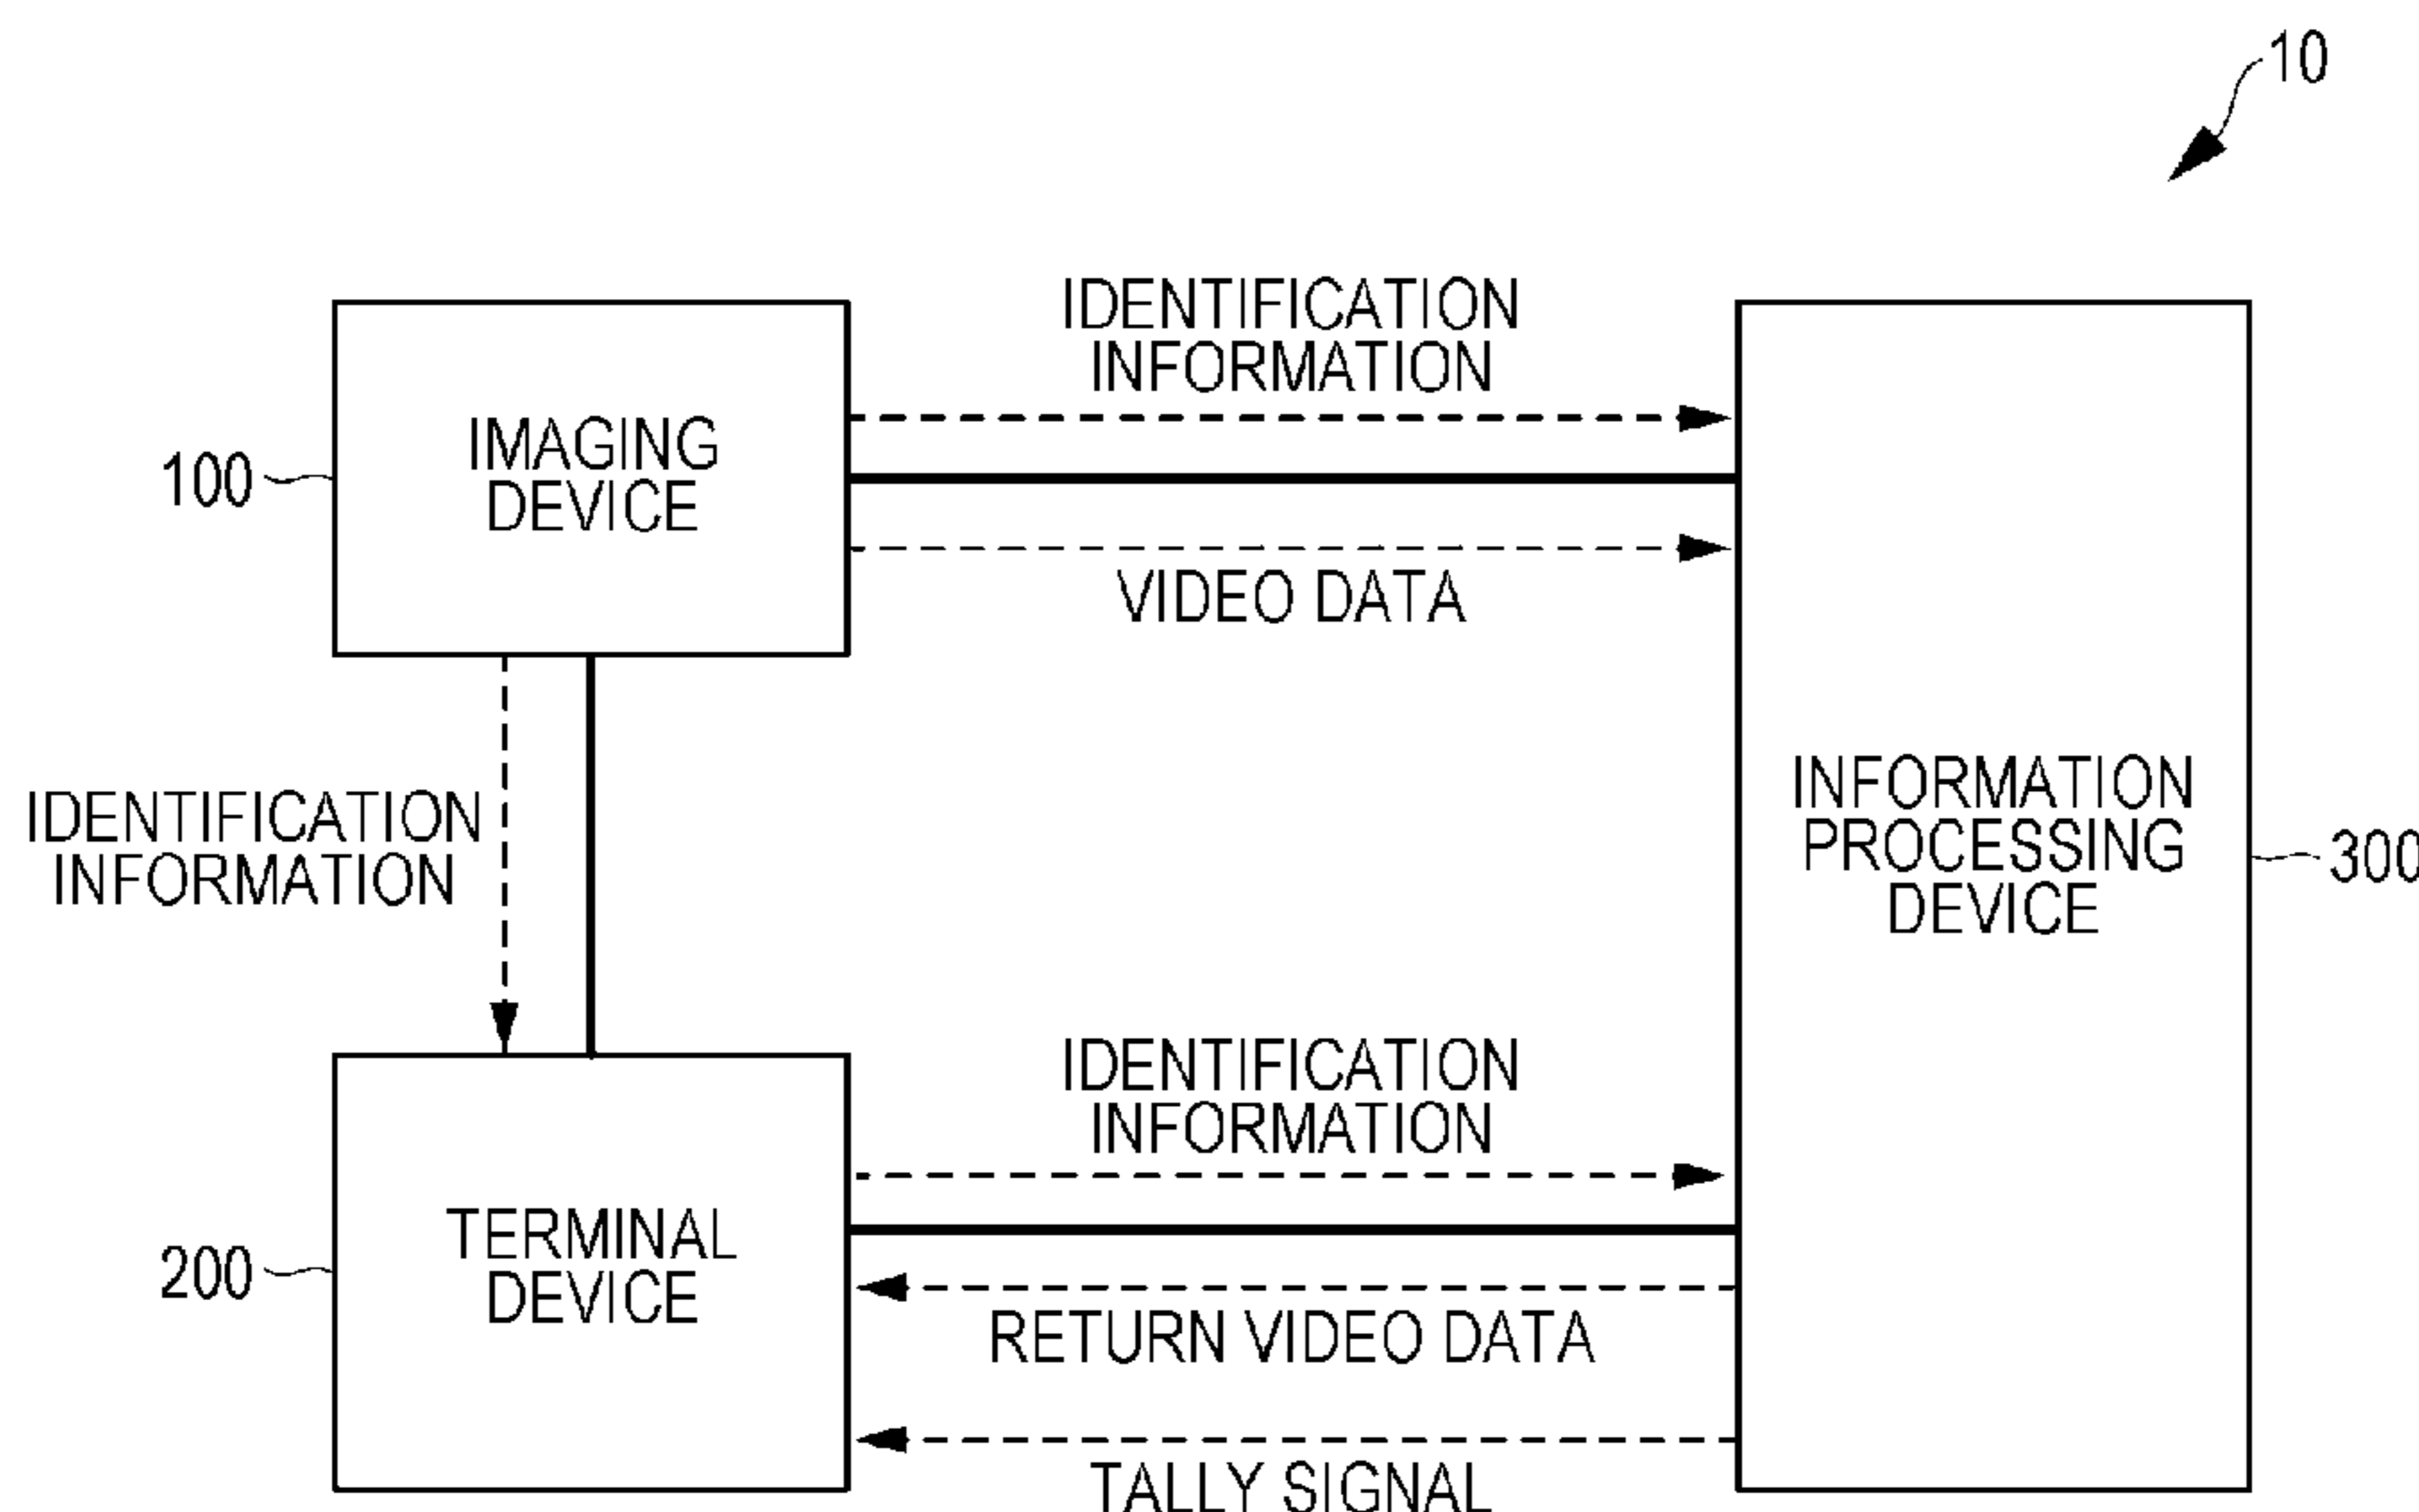 10
IDENTIFICATION
INFORMATION
100
IMAGING
DEVICE
VIDEO DATA
IDENTIFICATION
INFORMATION
INFORMATION
PROCESSING
DEVICE
300
IDENTIFICATION
INFORMATION
200
TERMINAL
DEVICE
RETURN VIDEO DATA
TALLY SIGNAL